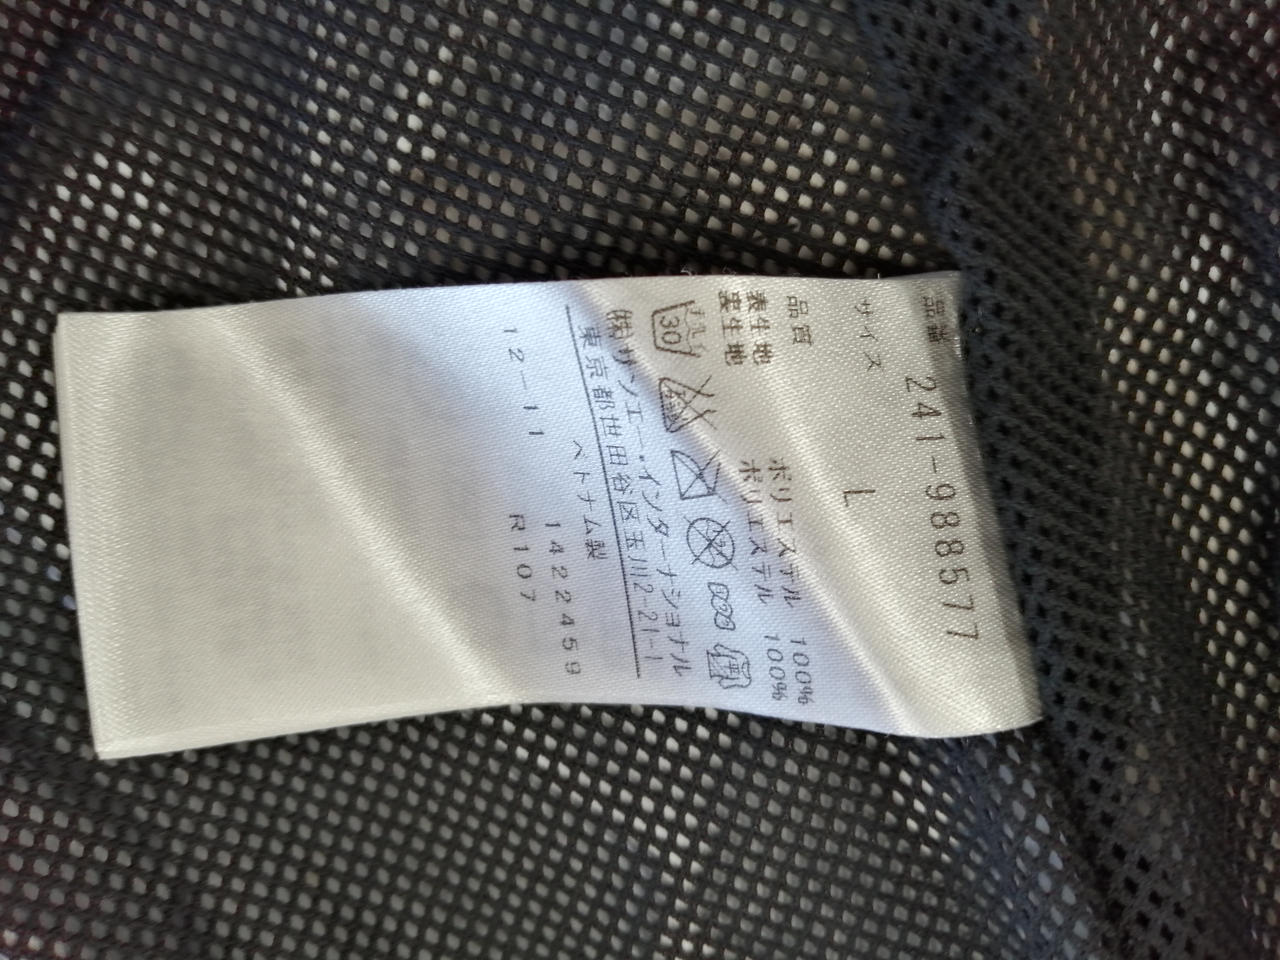 品番 241-988577
サイズ L
品質
表生地 ポリエステル 100%
裏生地 ポリエステル 100%
30
㈱サンエー・インターナショナル
東京都世田谷区玉川2-21-1
ベトナム製
1422459
12-11 R107